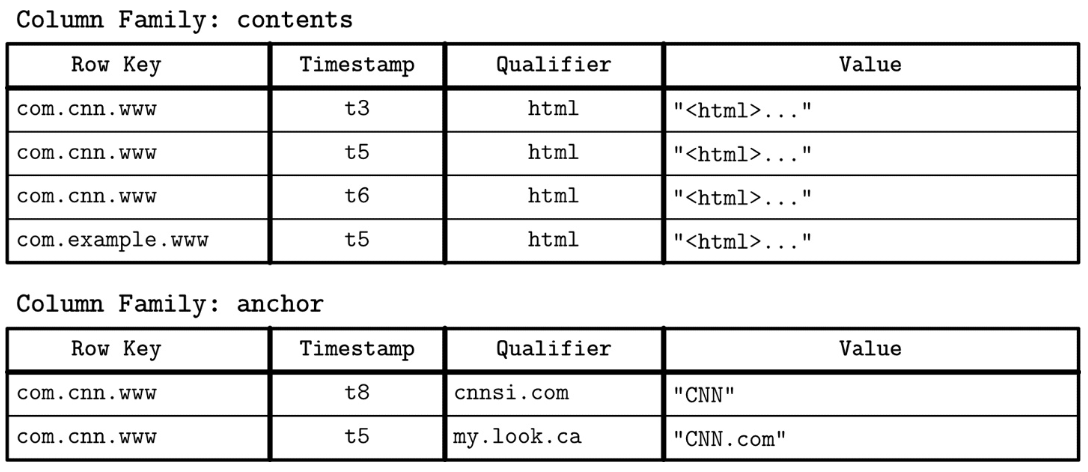 Column Family: contents
Row Key Timestamp Qualifier Value
com.cnn.www t3 html "<html>..."
com.cnn.www t5 html "<html>..."
com.cnn.www t6 html "<html>..."
com.example.www t5 html "<html>..."
Column Family: anchor
Row Key Timestamp Qualifier Value
com.cnn.www t8 cnnsi.com "CNN"
com.cnn.www t5 my.look.ca "CNN.com"